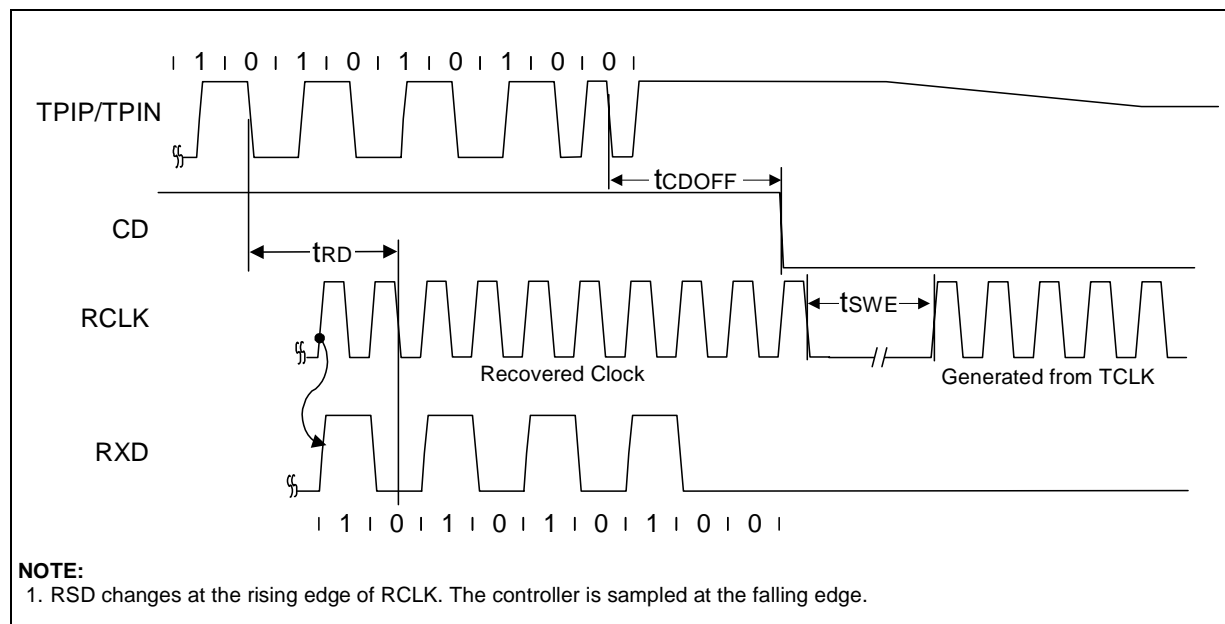 1 0 1 0 1 0 1 0 0
TPIP/TPIN
tCDOFF
CD
tRD
RCLK
tSWE
Recovered Clock
Generated from TCLK
RXD
1 0 1 0 1 0 1 0 0
NOTE:
1. RSD changes at the rising edge of RCLK. The controller is sampled at the falling edge.